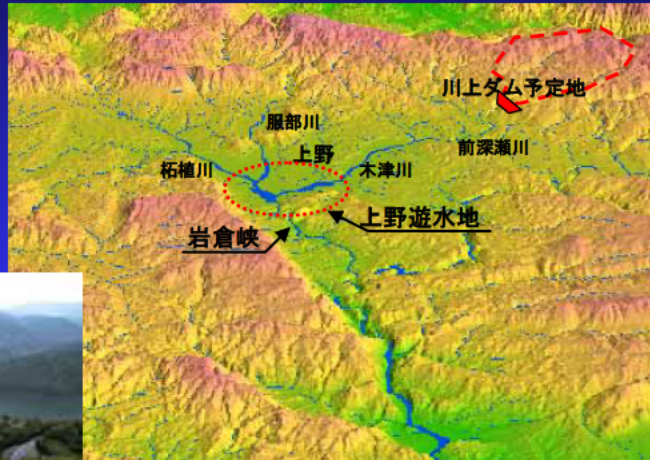 川上ダム予定地
服部川
上野
前深瀬川
柘植川
木津川
上野遊水地
岩倉峡